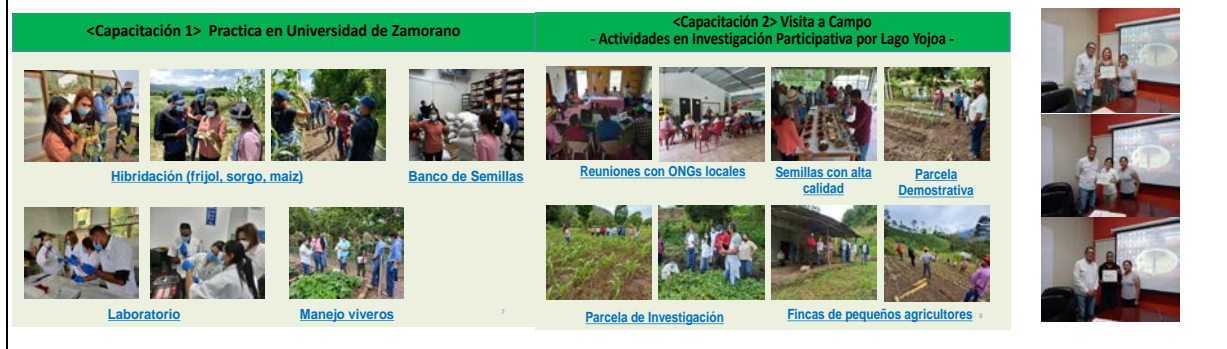 <Capacitación 1> Practica en Universidad de Zamorano
<Capacitación 2> Visita a Campo
- Actividades en Investigación Participativa por Lago Yojoa -
Hibridación (frijol, sorgo, maiz)
Banco de Semillas
Reuniones con ONGs locales
Semillas con alta
calidad
Parcela
Demostrativa
Laboratorio
Manejo viveros
Parcela de Investigación
Fincas de pequeños agricultores